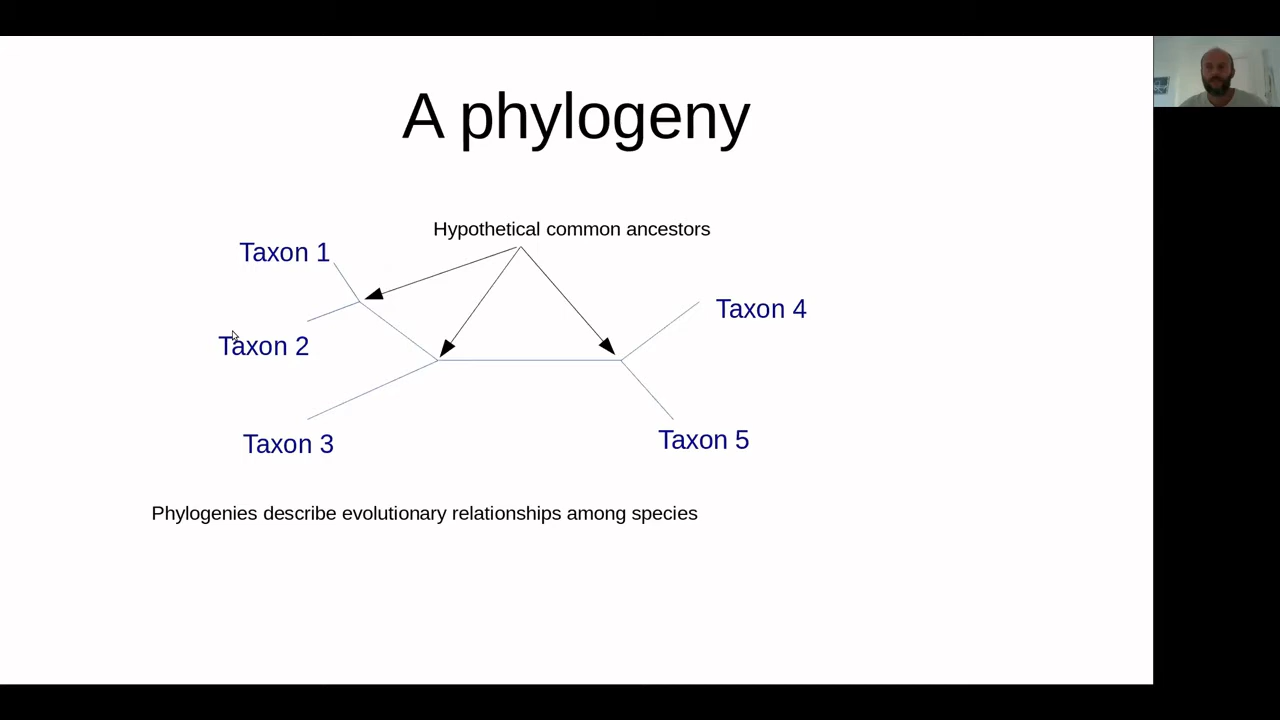 A phylogeny
Hypothetical common ancestors
Taxon 1
Taxon 4
Taxon 2
Taxon 3
Taxon 5
Phylogenies describe evolutionary relationships among species